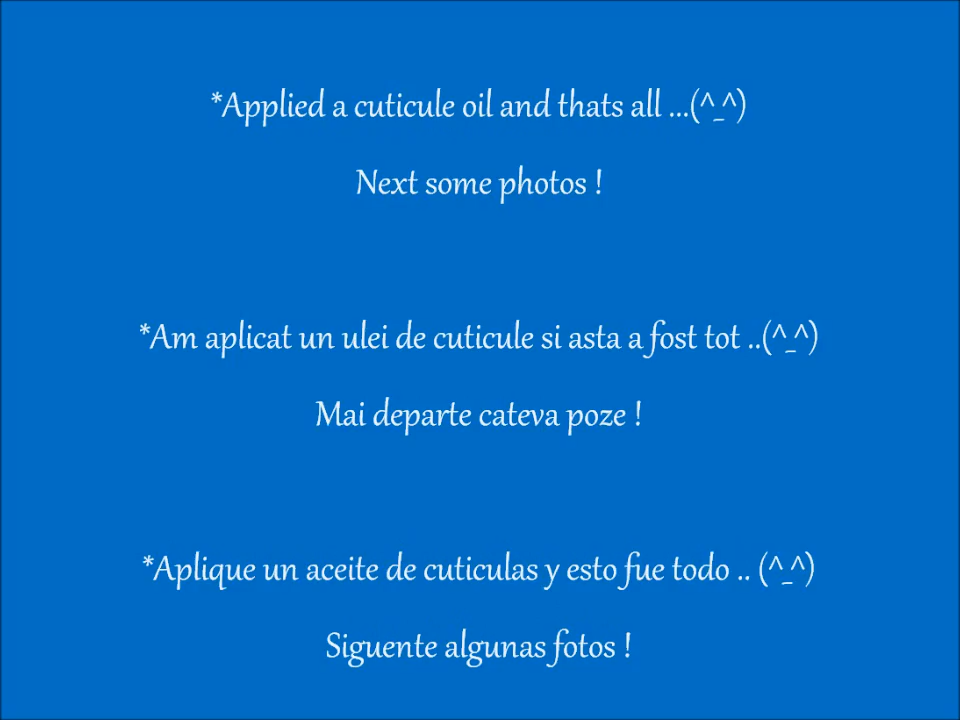 *Applied a cuticule oil and thats all ...(^_^)
Next some photos !
*Am aplicat un ulei de cuticule si asta a fost tot ..(^_^)
Mai departe cateva poze !
*Aplique un aceite de cuticulas y esto fue todo .. (^_^)
Siguente algunas fotos !